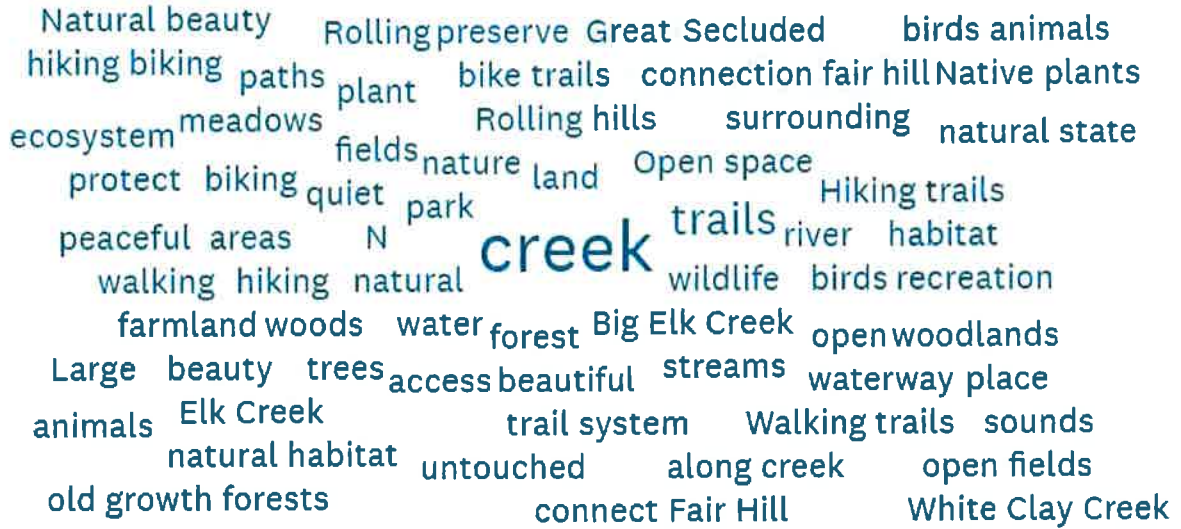 Natural beauty Rolling preserve Great Secluded birds animals
hiking biking paths plant bike trails connection fair hill Native plants
ecosystem meadows fields Rolling hills surrounding natural state
protect biking quiet nature land Open space Hiking trails
peaceful areas N park creek trails river habitat
walking hiking natural wildlife birds recreation
farmland woods water forest Big Elk Creek open woodlands
Large beauty trees access beautiful streams waterway place
animals Elk Creek trail system Walking trails sounds
natural habitat untouched along creek open fields
old growth forests connect Fair Hill White Clay Creek